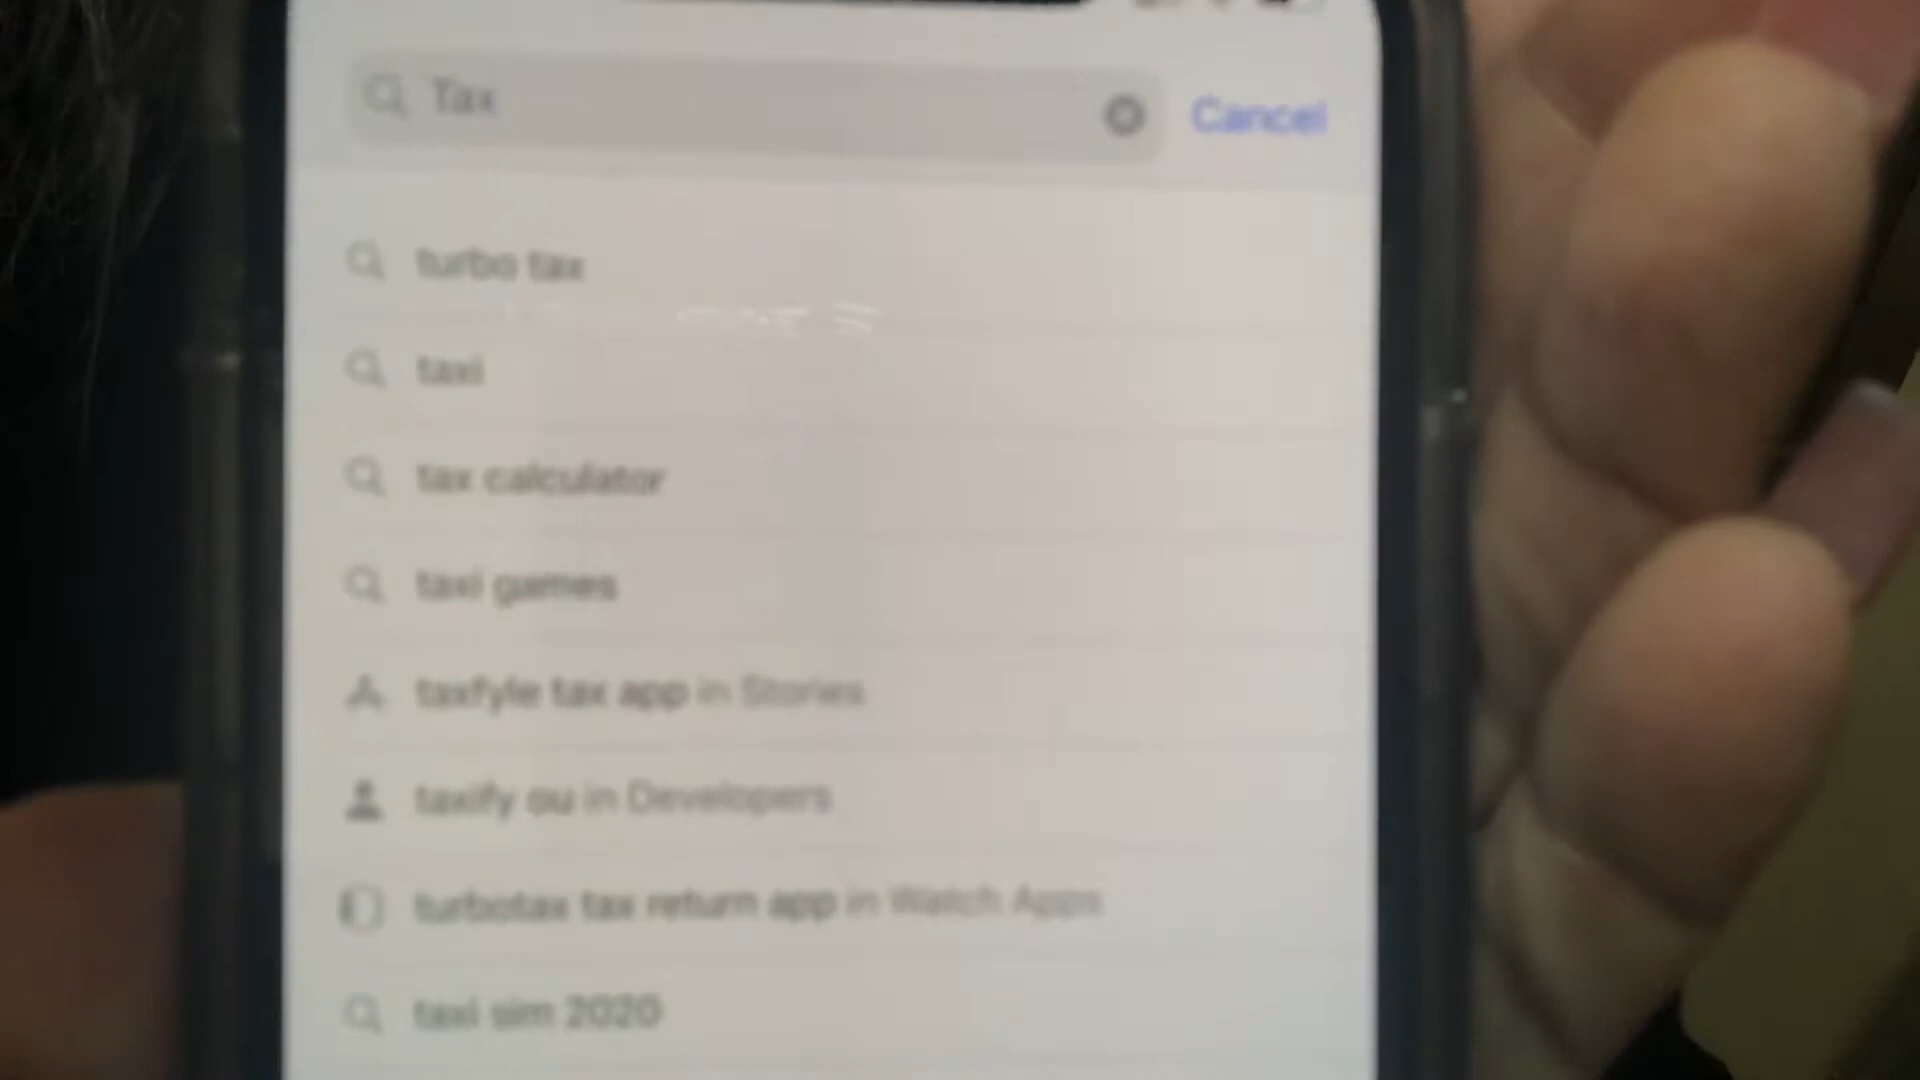 Tax
Cancel
turbo tax
taxi
tax calculator
taxi games
taxfyle tax app in Stories
taxify ou in Developers
turbotax tax return app in Watch Apps
taxi sim 2020